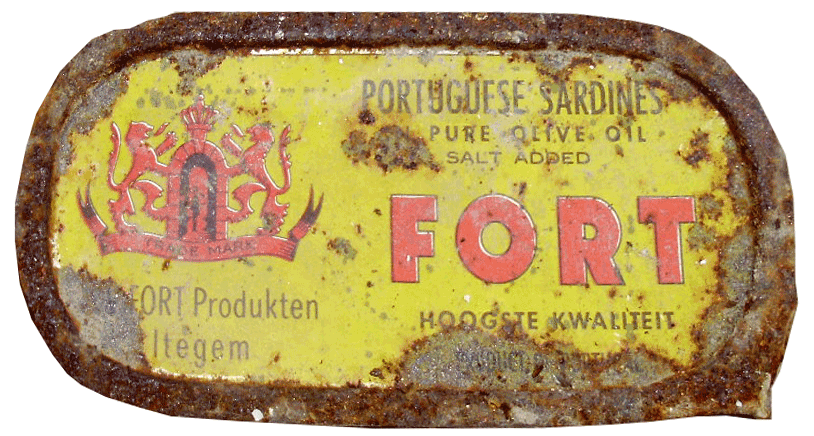 PORTUGUESE SARDINES
PURE OLIVE OIL
SALT ADDED
FORT
HOOGSTE KWALITEIT
TRADE MARK
FORT Produkten
Itegem